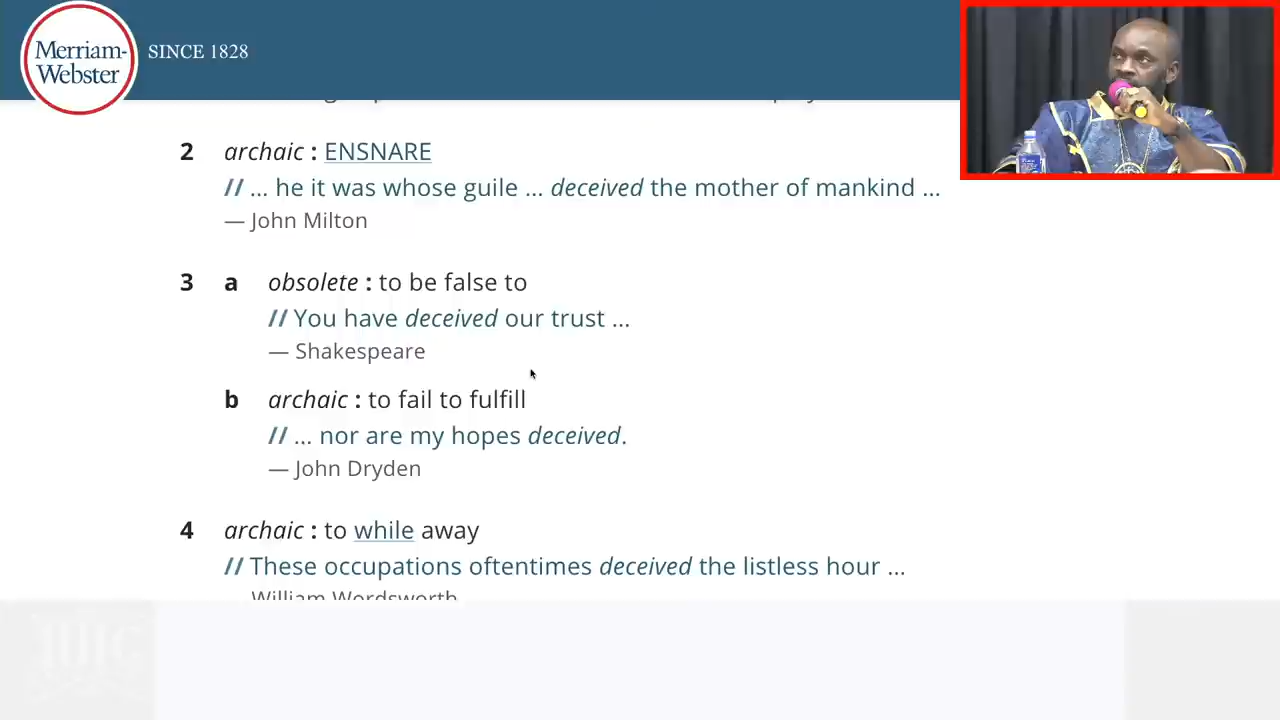 Merriam-
Webster
SINCE 1828
2 archaic : ENSNARE
// ... he it was whose guile ... deceived the mother of mankind ...
— John Milton
3 a obsolete : to be false to
// You have deceived our trust ...
— Shakespeare
b archaic : to fail to fulfill
// ... nor are my hopes deceived.
— John Dryden
4 archaic : to while away
// These occupations oftentimes deceived the listless hour ...
William Wordsworth
IUIC